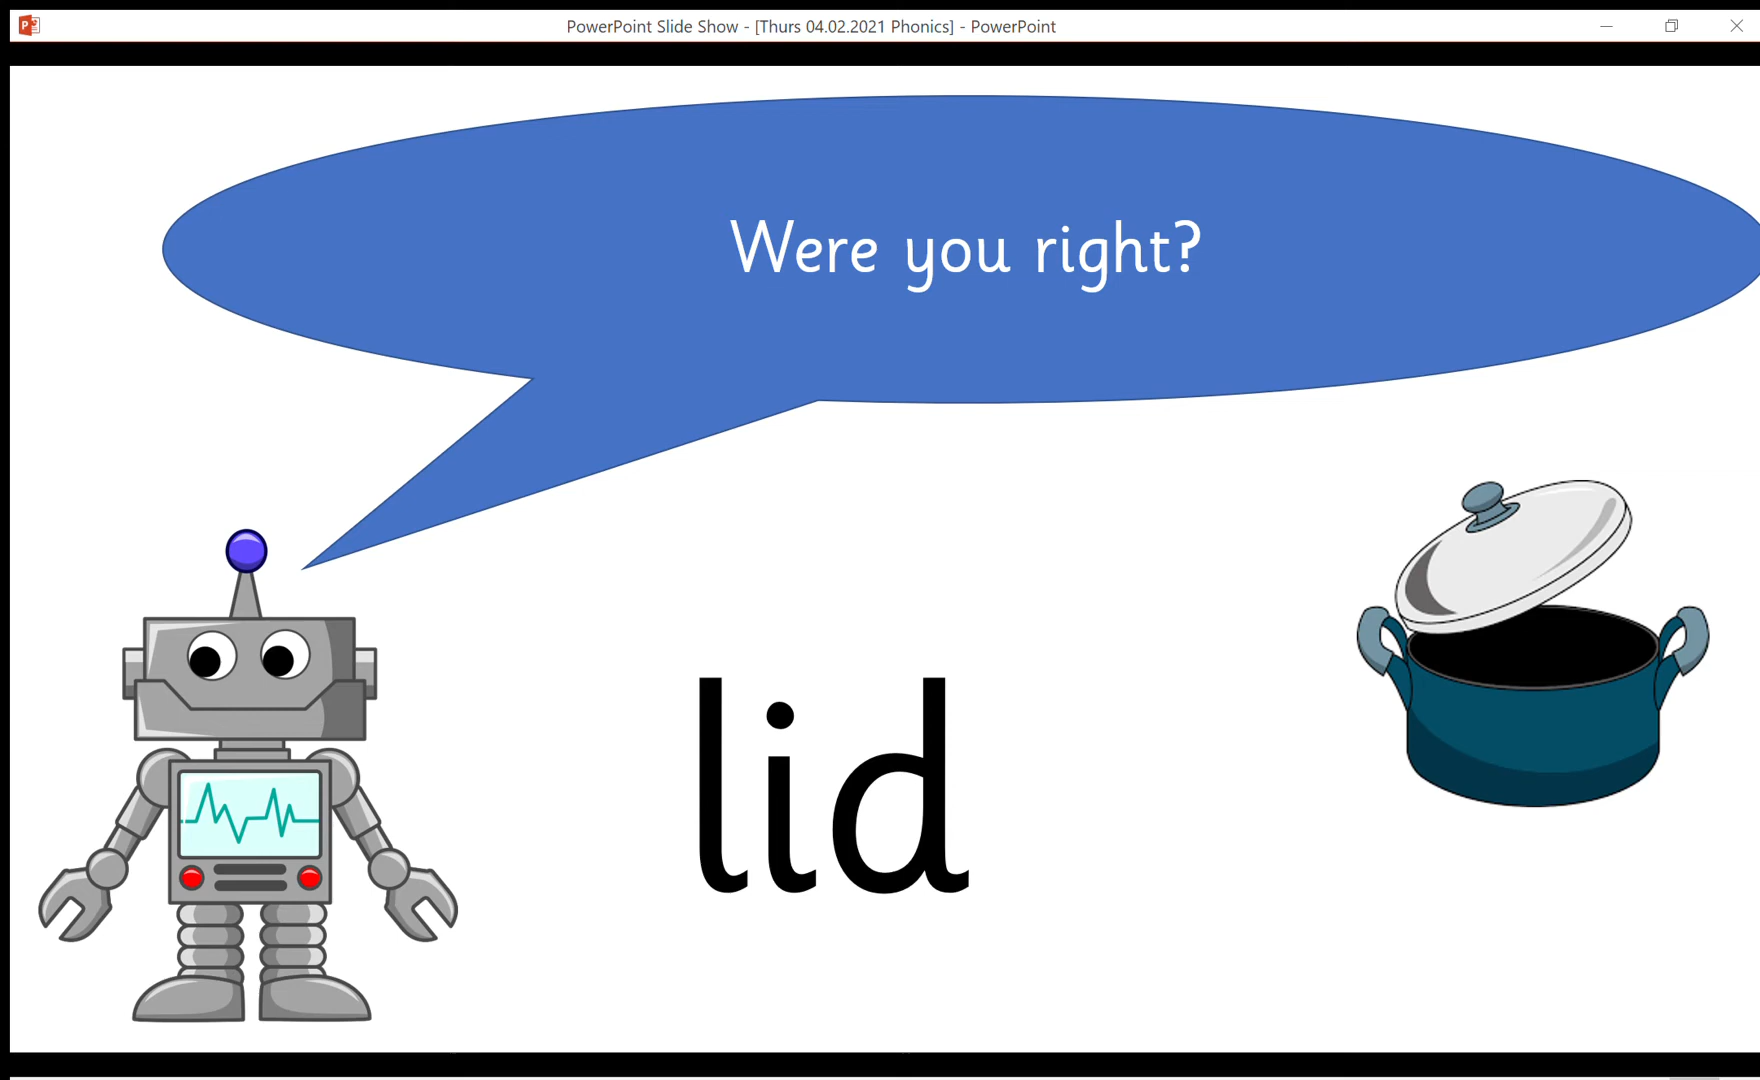 PowerPoint Slide Show - [Thurs 04.02.2021 Phonics] - PowerPoint
Were you right?
lid